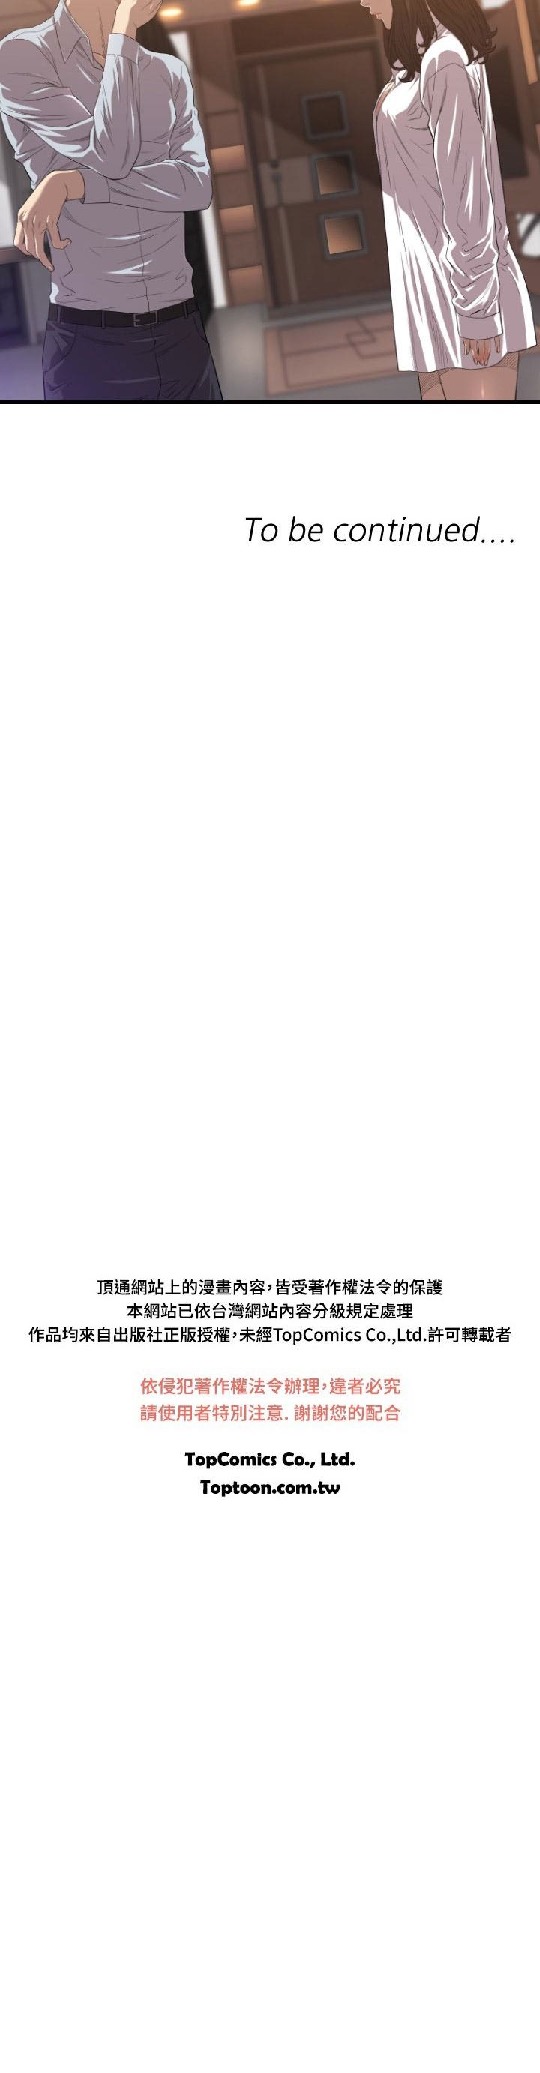 To be continued....
頂通網站上的漫畫內容，皆受著作權法令的保護
本網站已依台灣網站內容分級規定處理
作品均來自出版社正版授權，未經TopComics Co.,Ltd.許可轉載者
依侵犯著作權法令辦理，違者必究
請使用者特別注意. 謝謝您的配合
TopComics Co., Ltd.
Toptoon.com.tw